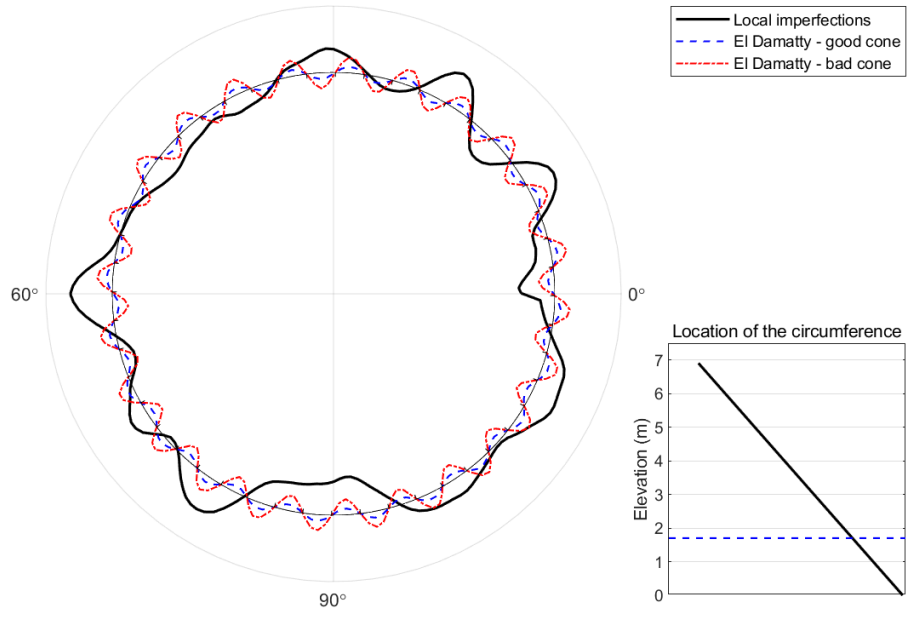 Local imperfections
El Damatty - good cone
El Damatty - bad cone
60°
0°
90°
Location of the circumference
Elevation (m)
7
6
5
4
3
2
1
0